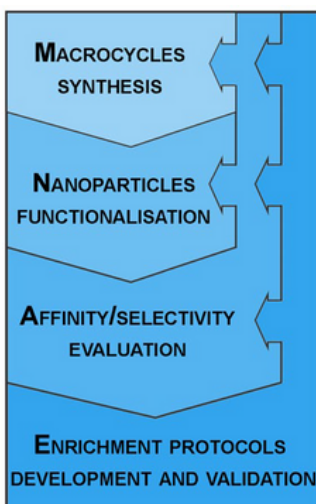 MACROCYCLES
SYNTHESIS
NANOPARTICLES
FUNCTIONALISATION
AFFINITY/SELECTIVITY
EVALUATION
ENRICHMENT PROTOCOLS
DEVELOPMENT AND VALIDATION